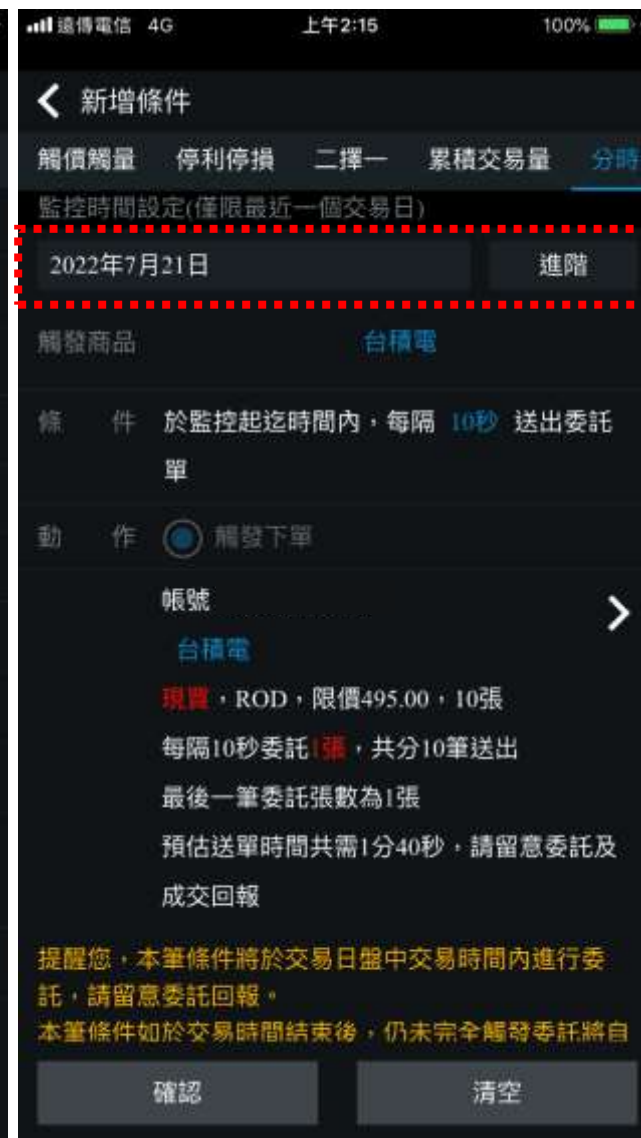 遠傳電信 4G 上午2:15 100%
新增條件
觸價觸量 停利停損 二擇一 累積交易量 分時
監控時間設定(僅限最近一個交易日)
2022年7月21日 進階
觸發商品 台積電
條 件 於監控起迄時間內，每隔 10秒 送出委託
單
動 作 觸發下單
帳號
台積電
現買，ROD，限價495.00，10張
每隔10秒委託1張，共分10筆送出
最後一筆委託張數為1張
預估送單時間共需1分40秒，請留意委託及
成交回報
提醒您，本筆條件將於交易日盤中交易時間內進行委
託，請留意委託回報。
本筆條件如於交易時間結束後，仍未完全觸發委託將自
確認 清空